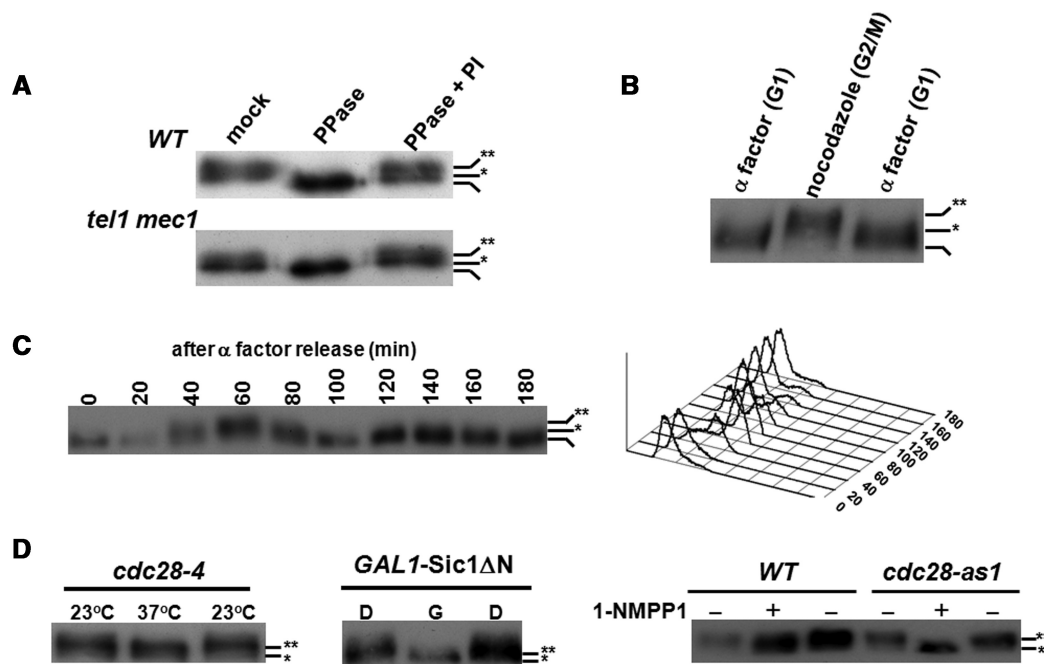 A
mock
PPase
PPase + PI
WT
**
*
tel1 mec1
**
*
B
α factor (G1)
nocodazole (G2/M)
α factor (G1)
**
*
C
after α factor release (min)
0 20 40 60 80 100 120 140 160 180
**
*
0 20 40 60 80 100 120 140 160 180
D
cdc28-4
23°C 37°C 23°C
**
*
GAL1-Sic1ΔN
D G D
**
*
WT cdc28-as1
1-NMPP1 – + – – + –
**
*